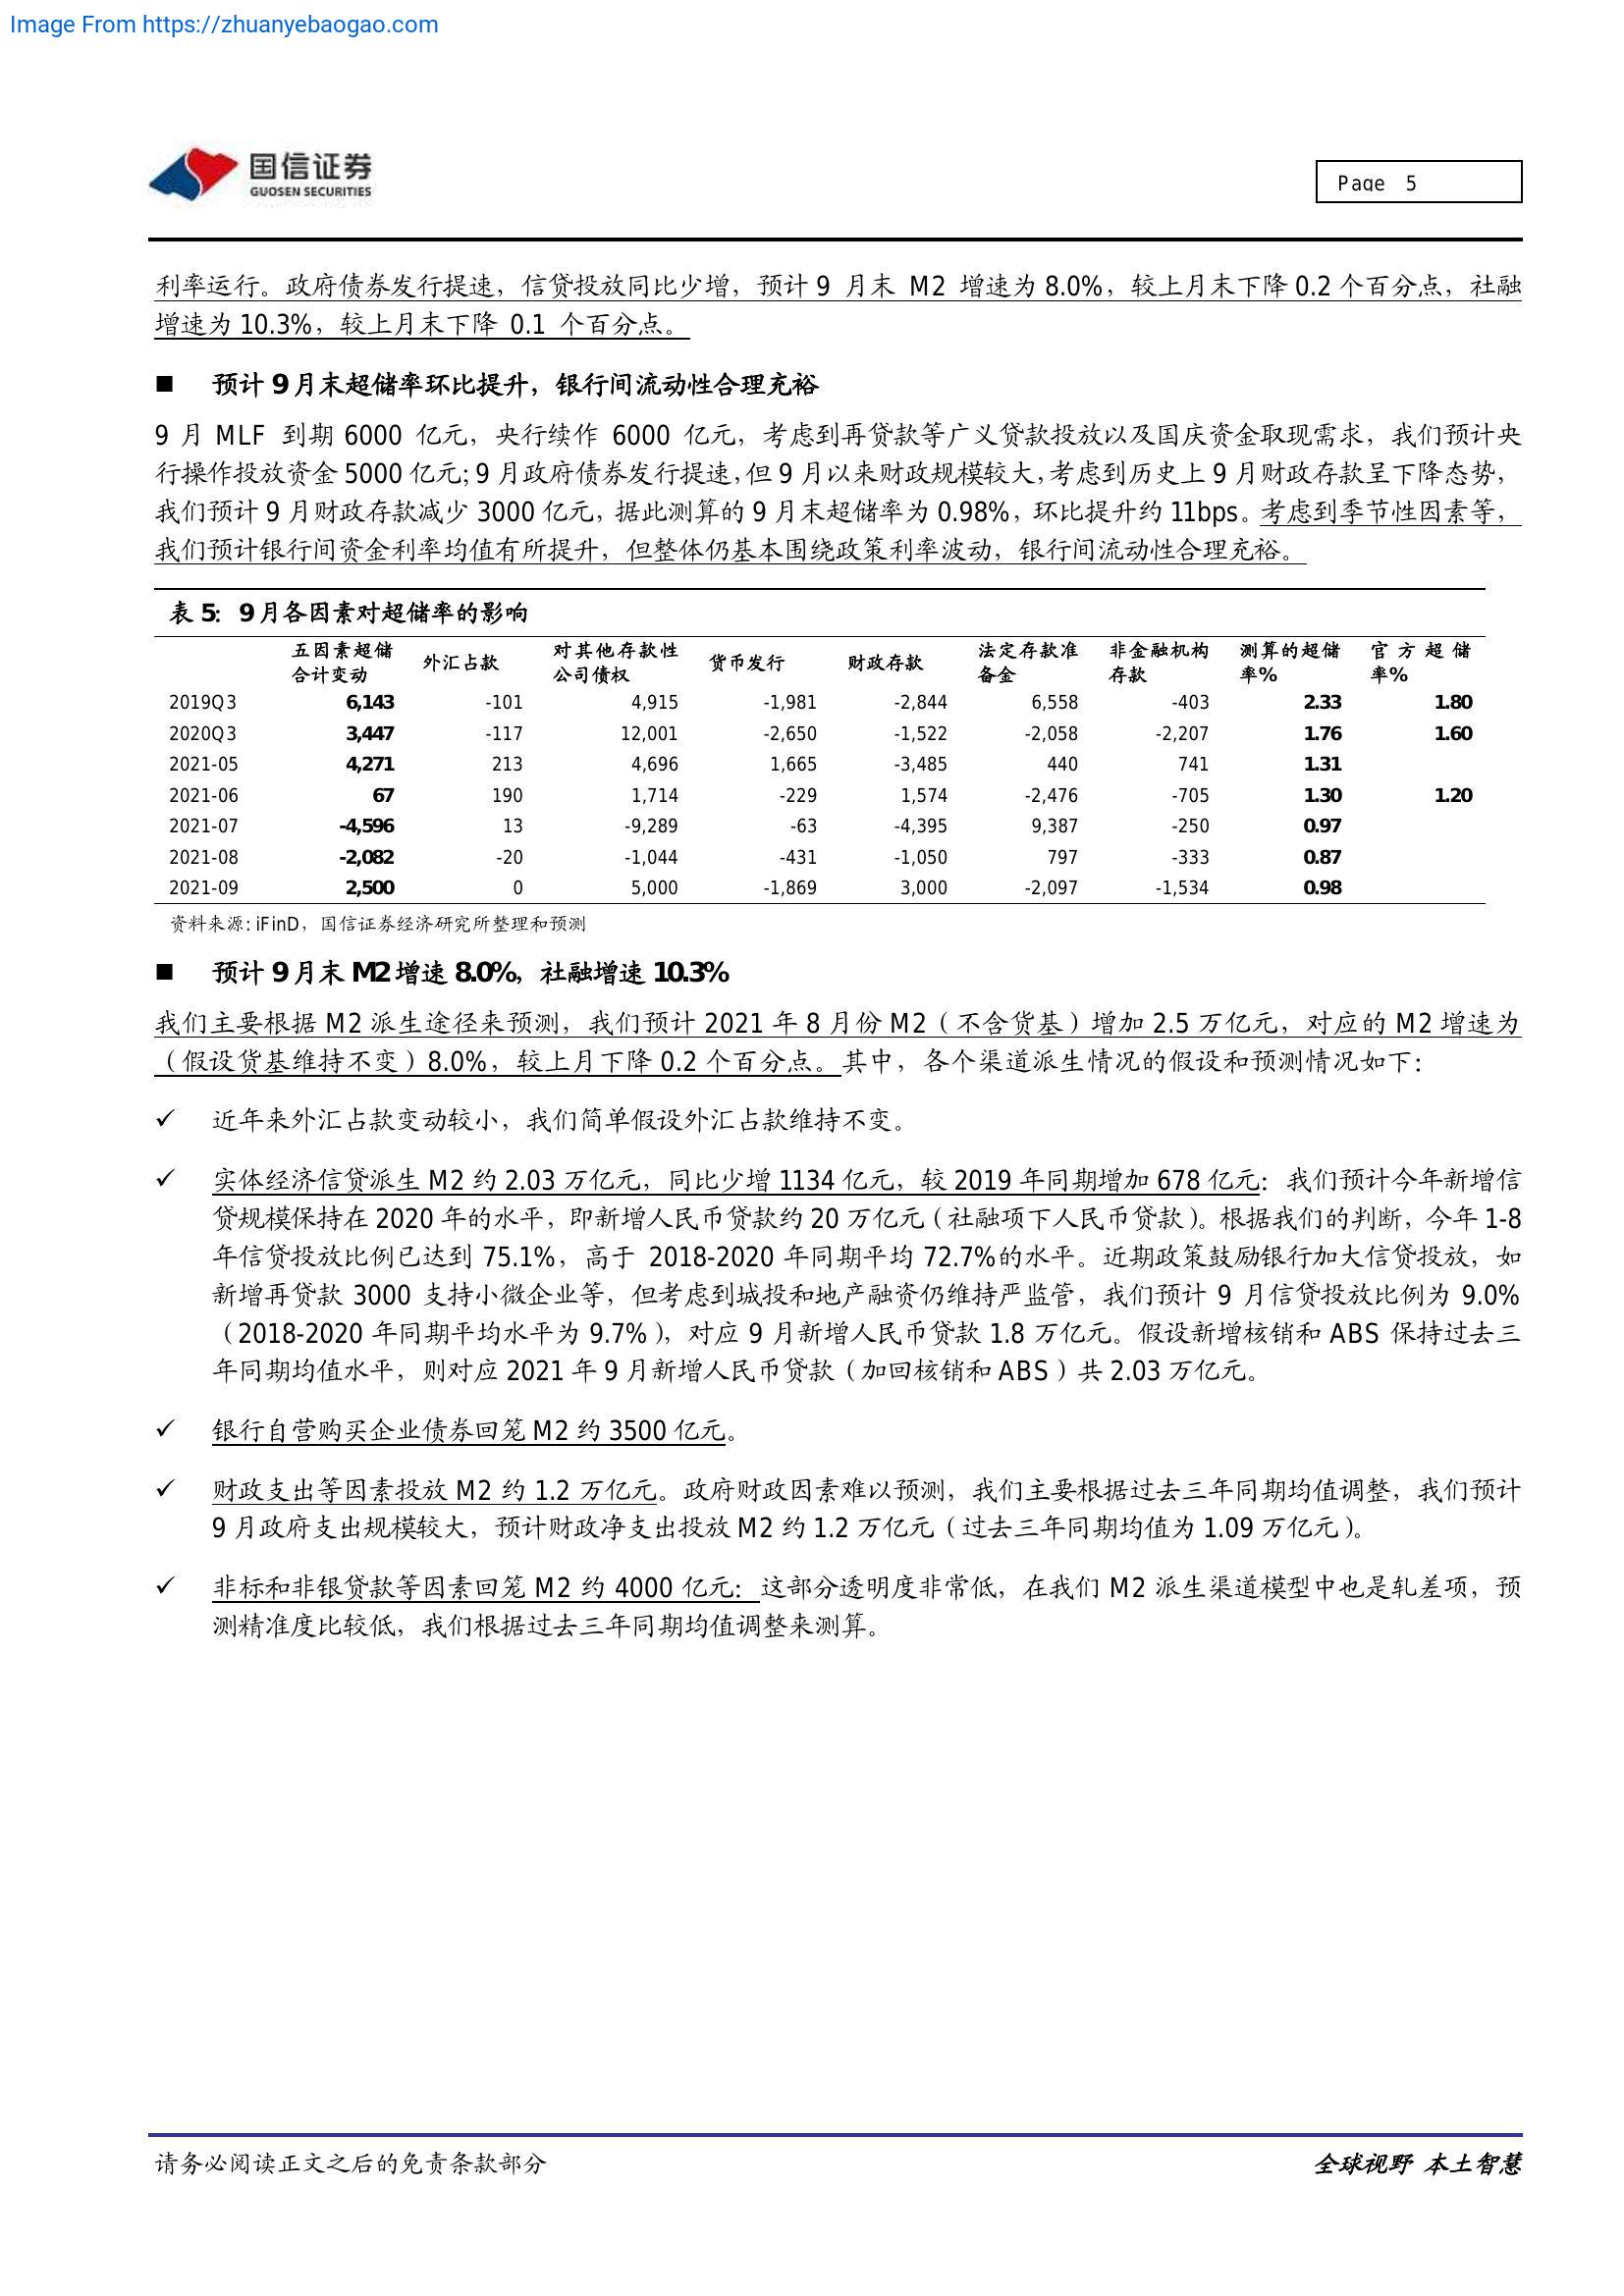 Image From https://zhuanyebaogao.com
国信证券
GUOSEN SECURITIES
Page 5
利率运行。政府债券发行提速，信贷投放同比少增，预计 9 月末 M2 增速为 8.0%，较上月末下降 0.2 个百分点，社融
增速为 10.3%，较上月末下降 0.1 个百分点。
■ 预计 9 月末超储率环比提升，银行间流动性合理充裕
9 月 MLF 到期 6000 亿元，央行续作 6000 亿元，考虑到再贷款等广义贷款投放以及国庆资金取现需求，我们预计央
行操作投放资金 5000 亿元；9 月政府债券发行提速，但 9 月以来财政规模较大，考虑到历史上 9 月财政存款呈下降态势，
我们预计 9 月财政存款减少 3000 亿元，据此测算的 9 月末超储率为 0.98%，环比提升约 11bps。考虑到季节性因素等，
我们预计银行间资金利率均值有所提升，但整体仍基本围绕政策利率波动，银行间流动性合理充裕。
表 5：9 月各因素对超储率的影响
五因素超储合计变动 外汇占款 对其他存款性公司债权 货币发行 财政存款 法定存款准备金 非金融机构存款 测算的超储率% 官方超储率%
2019Q3 6,143 -101 4,915 -1,981 -2,844 6,558 -403 2.33 1.80
2020Q3 3,447 -117 12,001 -2,650 -1,522 -2,058 -2,207 1.76 1.60
2021-05 4,271 213 4,696 1,665 -3,485 440 741 1.31
2021-06 67 190 1,714 -229 1,574 -2,476 -705 1.30 1.20
2021-07 -4,596 13 -9,289 -63 -4,395 9,387 -250 0.97
2021-08 -2,082 -20 -1,044 -431 -1,050 797 -333 0.87
2021-09 2,500 0 5,000 -1,869 3,000 -2,097 -1,534 0.98
资料来源：iFinD，国信证券经济研究所整理和预测
■ 预计 9 月末 M2 增速 8.0%，社融增速 10.3%
我们主要根据 M2 派生途径来预测，我们预计 2021 年 8 月份 M2（不含货基）增加 2.5 万亿元，对应的 M2 增速为
（假设货基维持不变）8.0%，较上月下降 0.2 个百分点。其中，各个渠道派生情况的假设和预测情况如下：
✓ 近年来外汇占款变动较小，我们简单假设外汇占款维持不变。
✓ 实体经济信贷派生 M2 约 2.03 万亿元，同比少增 1134 亿元，较 2019 年同期增加 678 亿元：我们预计今年新增信
贷规模保持在 2020 年的水平，即新增人民币贷款约 20 万亿元（社融项下人民币贷款）。根据我们的判断，今年 1-8
年信贷投放比例已达到 75.1%，高于 2018-2020 年同期平均 72.7%的水平。近期政策鼓励银行加大信贷投放，如
新增再贷款 3000 支持小微企业等，但考虑到城投和地产融资仍维持严监管，我们预计 9 月信贷投放比例为 9.0%
（2018-2020 年同期平均水平为 9.7%），对应 9 月新增人民币贷款 1.8 万亿元。假设新增核销和 ABS 保持过去三
年同期均值水平，则对应 2021 年 9 月新增人民币贷款（加回核销和 ABS）共 2.03 万亿元。
✓ 银行自营购买企业债券回笼 M2 约 3500 亿元。
✓ 财政支出等因素投放 M2 约 1.2 万亿元。政府财政因素难以预测，我们主要根据过去三年同期均值调整，我们预计
9 月政府支出规模较大，预计财政净支出投放 M2 约 1.2 万亿元（过去三年同期均值为 1.09 万亿元）。
✓ 非标和非银贷款等因素回笼 M2 约 4000 亿元：这部分透明度非常低，在我们 M2 派生渠道模型中也是轧差项，预
测精准度比较低，我们根据过去三年同期均值调整来测算。
请务必阅读正文之后的免责条款部分
全球视野 本土智慧